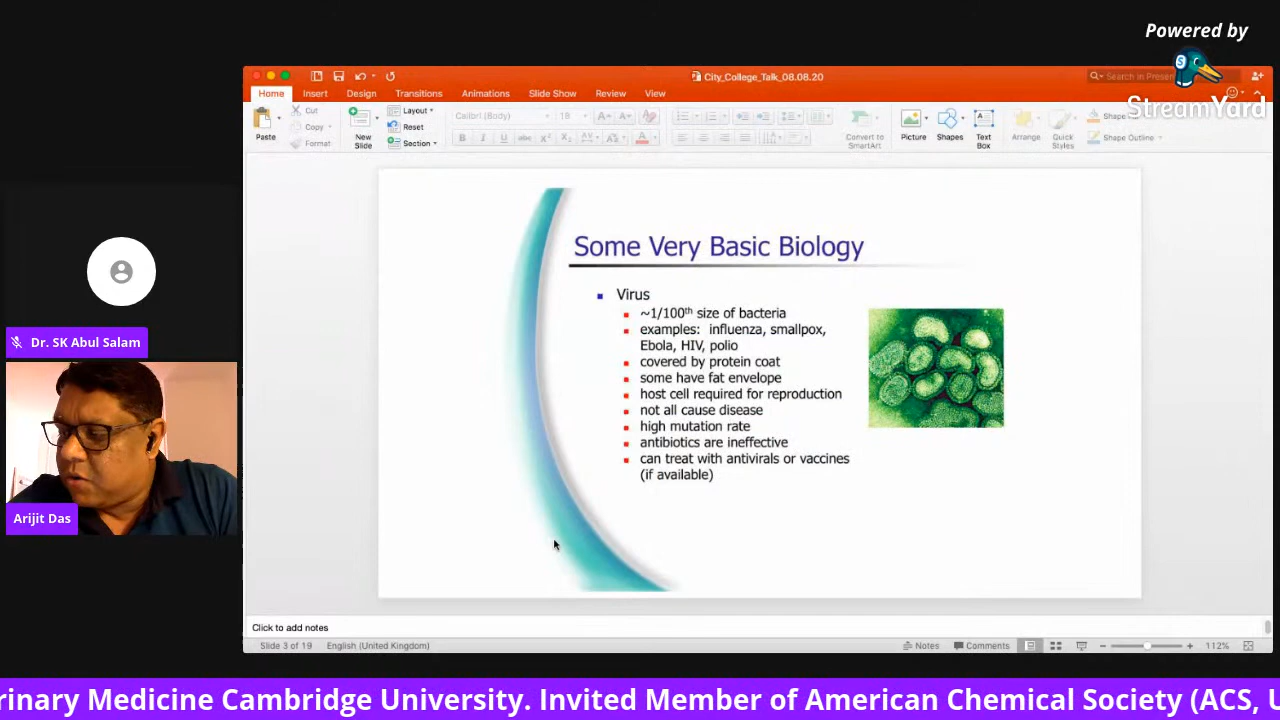 Powered by
StreamYard
City_College_Talk_08.08.20
Home Insert Design Transitions Animations Slide Show Review View
Paste
Cut
Copy
Format
New
Slide
Layout
Reset
Section
Calibri (Body) 18
Convert to
SmartArt
Picture
Shapes
Text
Box
Arrange
Quick
Styles
Shape Outline
Some Very Basic Biology
Virus
~1/100th size of bacteria
examples: influenza, smallpox,
Ebola, HIV, polio
covered by protein coat
some have fat envelope
host cell required for reproduction
not all cause disease
high mutation rate
antibiotics are ineffective
can treat with antivirals or vaccines
(if available)
Dr. SK Abul Salam
Arijit Das
Click to add notes
Slide 3 of 19 English (United Kingdom) Notes Comments 112%
rinary Medicine Cambridge University. Invited Member of American Chemical Society (ACS, U